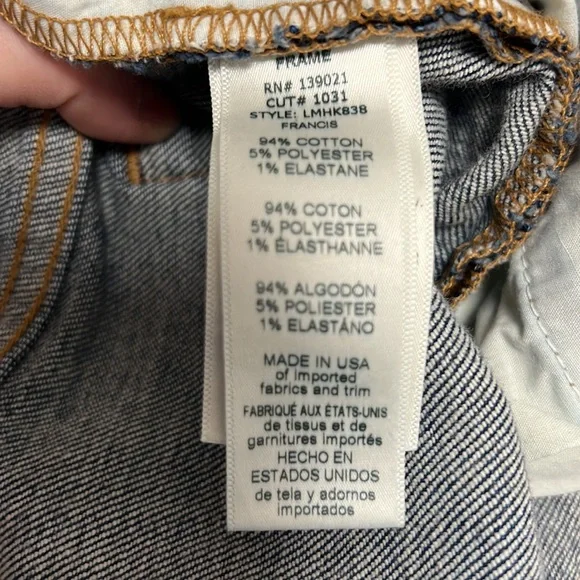 FRAME
RN# 139021
CUT# 1031
STYLE: LMHK838
FRANCIS
94% COTTON
5% POLYESTER
1% ELASTANE
94% COTON
5% POLYESTER
1% ÉLASTHANNE
94% ALGODÓN
5% POLIESTER
1% ELASTÁNO
MADE IN USA
of imported
fabrics and trim
FABRIQUÉ AUX ÉTATS-UNIS
de tissus et de
garnitures importés
HECHO EN
ESTADOS UNIDOS
de tela y adornos
importados